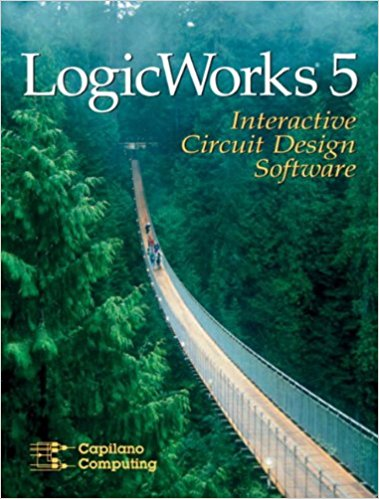 LogicWorks® 5
Interactive
Circuit Design
Software
Capilano
Computing